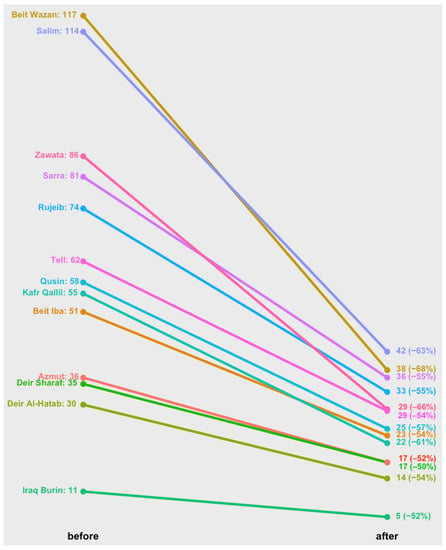 Beit Wazan: 117
Salim: 114
Zawata: 86
Sarra: 81
Rujeib: 74
Tell: 62
Qusin: 58
Kafr Qallil: 55
Beit Iba: 51
Azmut: 36
Deir Sharaf: 35
Deir Al-Hatab: 30
Iraq Burin: 11
42 (−63%)
38 (−68%)
36 (−55%)
33 (−55%)
29 (−66%)
29 (−54%)
25 (−57%)
23 (−54%)
22 (−61%)
17 (−52%)
17 (−50%)
14 (−54%)
5 (−52%)
before
after